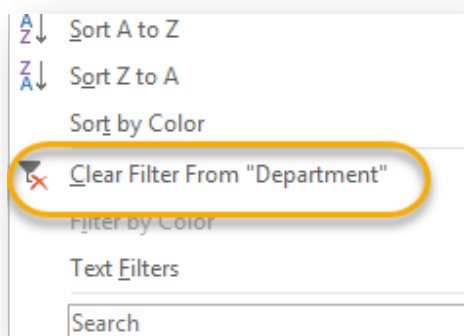 Sort A to Z
Sort Z to A
Sort by Color
Clear Filter From "Department"
Filter by Color
Text Filters
Search